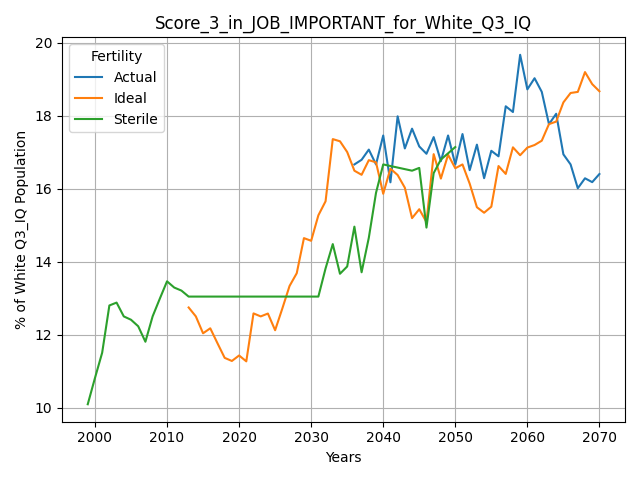 Score_3_in_JOB_IMPORTANT_for_White_Q3_IQ
Fertility
Actual
Ideal
Sterile
% of White Q3_IQ Population
20
18
16
14
12
10
2000 2010 2020 2030 2040 2050 2060 2070
Years